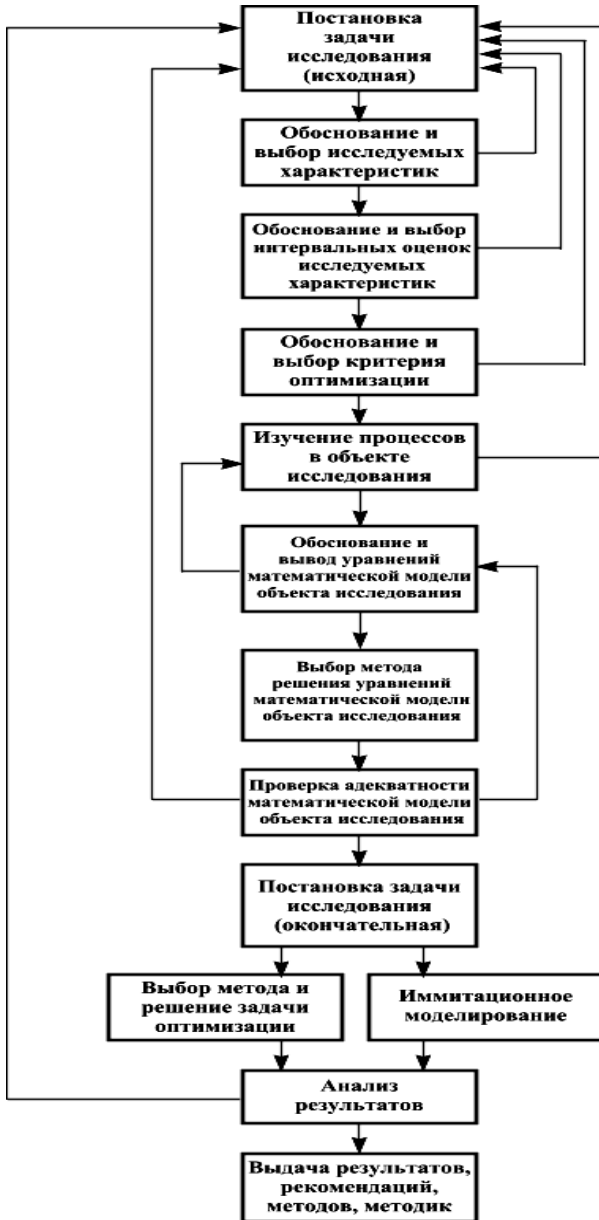 Постановка
задачи
исследования
(исходная)
Обоснование и
выбор исследуемых
характеристик
Обоснование и выбор
интервальных оценок
исследуемых
характеристик
Обоснование и
выбор критерия
оптимизации
Изучение процессов
в объекте
исследования
Обоснование и
вывод уравнений
математической модели
объекта исследования
Выбор метода
решения уравнений
математической модели
объекта исследования
Проверка адекватности
математической модели
объекта исследования
Постановка задачи
исследования
(окончательная)
Выбор метода и
решение задачи
оптимизации
Иммитационное
моделирование
Анализ
результатов
Выдача результатов,
рекомендаций,
методов, методик